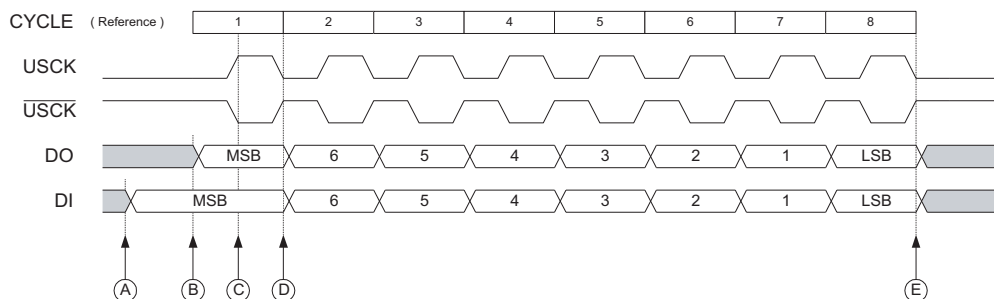 CYCLE ( Reference ) 1 2 3 4 5 6 7 8
USCK
USCK
DO MSB 6 5 4 3 2 1 LSB
DI MSB 6 5 4 3 2 1 LSB
A B C D E